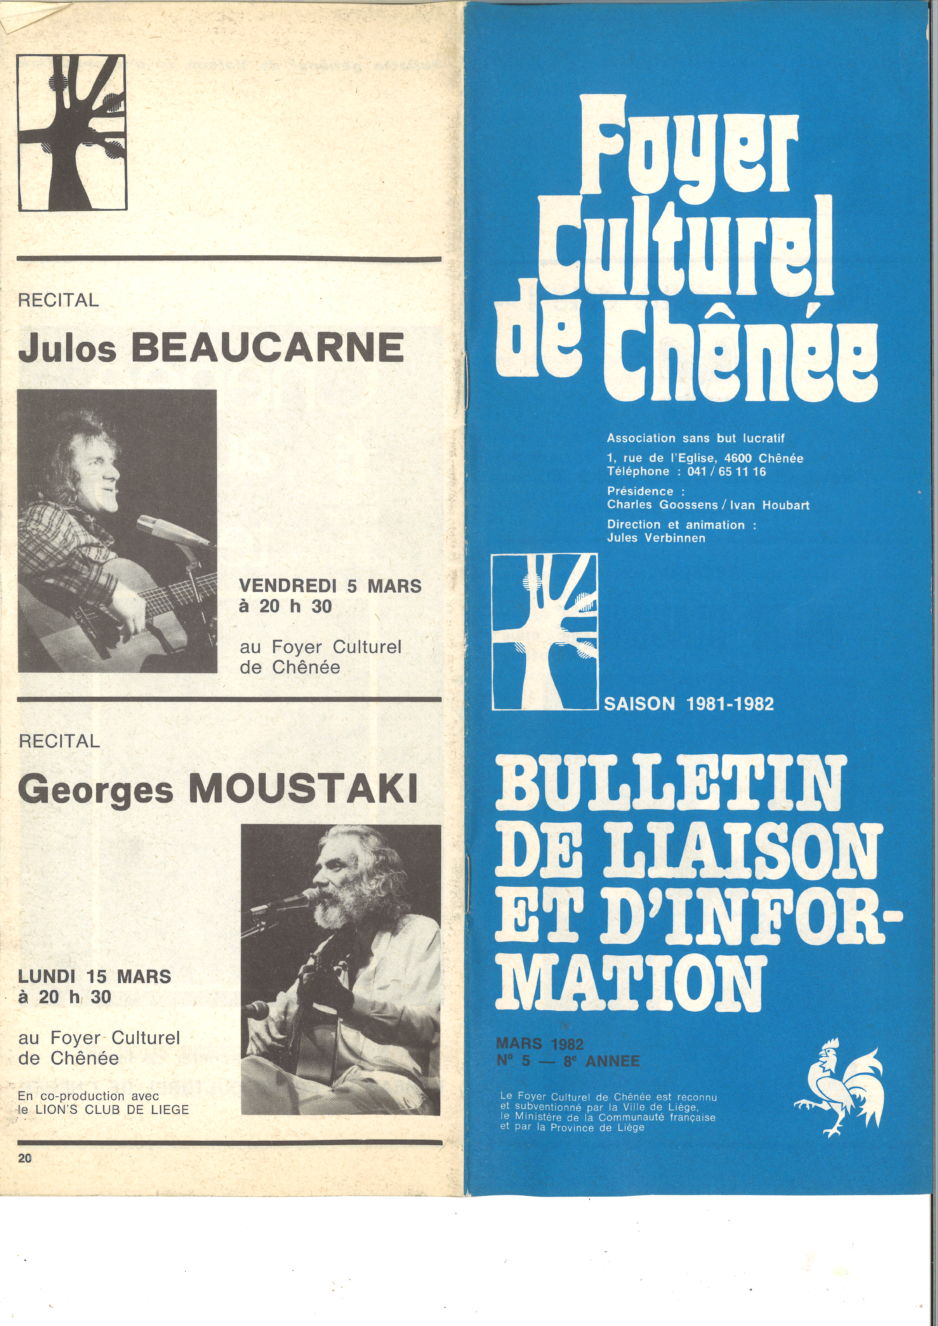 RECITAL
Julos BEAUCARNE
VENDREDI 5 MARS
à 20 h 30
au Foyer Culturel
de Chênée
RECITAL
Georges MOUSTAKI
LUNDI 15 MARS
à 20 h 30
au Foyer Culturel
de Chênée
En co-production avec
le LION'S CLUB DE LIEGE
20
Foyer
Culturel
de Chênée
Association sans but lucratif
1, rue de l'Eglise, 4600 Chênée
Téléphone : 041 / 65 11 16
Présidence :
Charles Goossens / Ivan Houbart
Direction et animation :
Jules Verbinnen
SAISON 1981-1982
BULLETIN
DE LIAISON
ET D'INFOR-
MATION
MARS 1982
N° 5 — 8e ANNEE
Le Foyer Culturel de Chênée est reconnu
et subventionné par la Ville de Liège,
le Ministère de la Communauté française
et par la Province de Liège